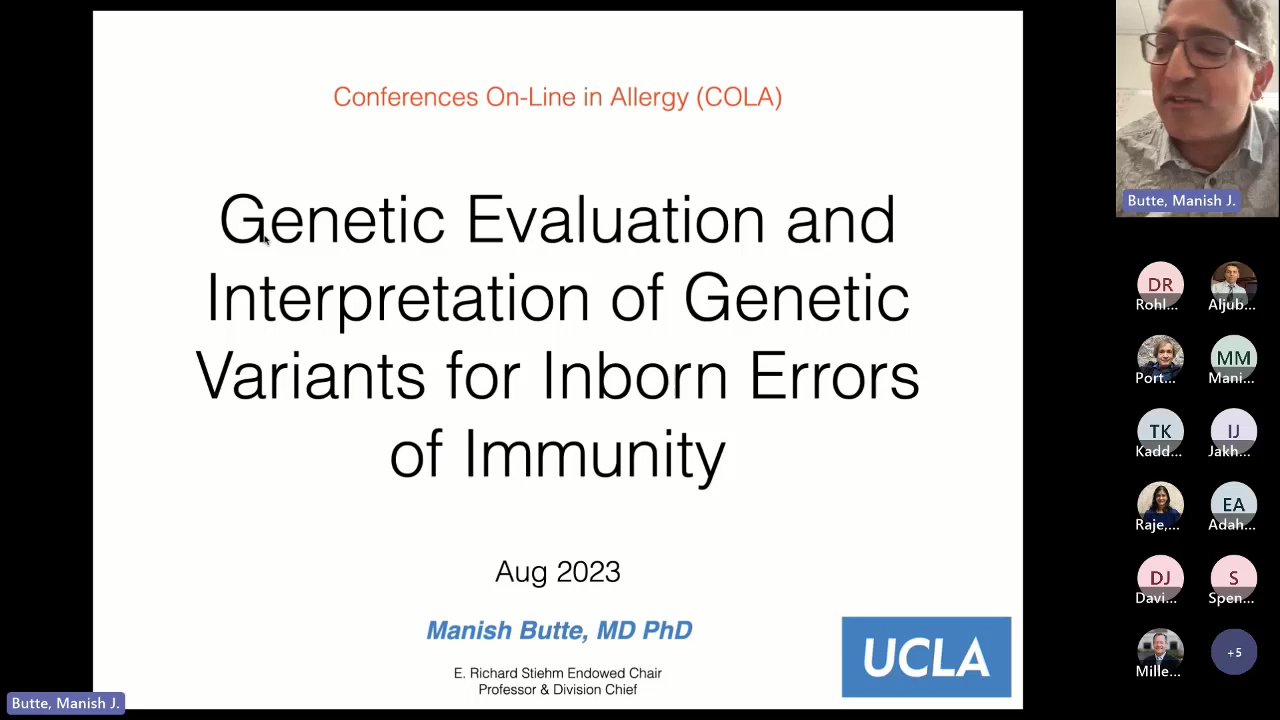 Conferences On-Line in Allergy (COLA)
Genetic Evaluation and
Interpretation of Genetic
Variants for Inborn Errors
of Immunity
Aug 2023
Manish Butte, MD PhD
E. Richard Stiehm Endowed Chair
Professor & Division Chief
UCLA
Butte, Manish J.
Butte, Manish J.
DR
Rohl...
Aljub...
Port...
MM
Mani...
TK
Kadd...
IJ
Jakh...
Raje,...
EA
Adah...
DJ
Davi...
S
Spen...
Mille...
+5